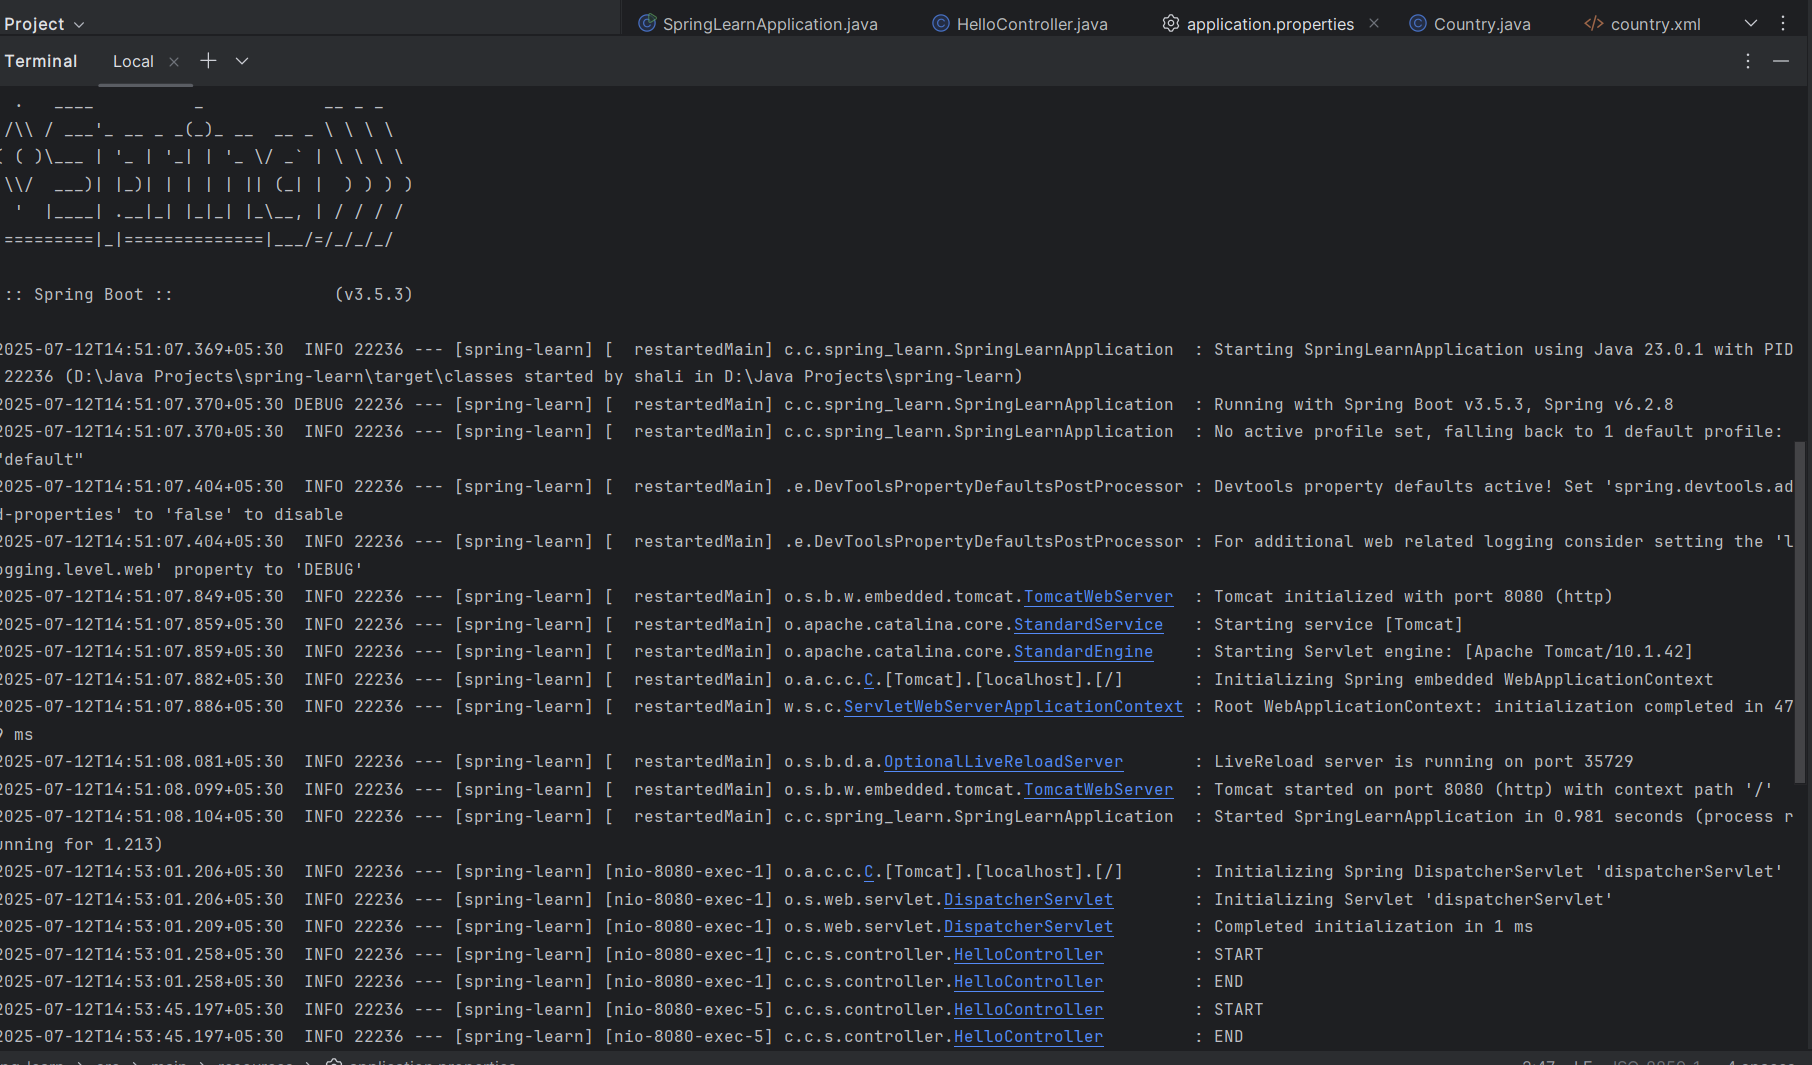 Project
SpringLearnApplication.java HelloController.java application.properties Country.java country.xml
Terminal Local
. ____ _ __ _ _
/\\ / ___'_ __ _ _(_)_ __ __ _ \ \ \ \
( ( )\___ | '_ | '_| | '_ \/ _` | \ \ \ \
\\/ ___)| |_)| | | | | || (_| | ) ) ) )
' |____| .__|_| |_|_| |_\__, | / / / /
=========|_|==============|___/=/_/_/_/
:: Spring Boot :: (v3.5.3)
2025-07-12T14:51:07.369+05:30 INFO 22236 --- [spring-learn] [ restartedMain] c.c.spring_learn.SpringLearnApplication : Starting SpringLearnApplication using Java 23.0.1 with PID
22236 (D:\Java Projects\spring-learn\target\classes started by shali in D:\Java Projects\spring-learn)
2025-07-12T14:51:07.370+05:30 DEBUG 22236 --- [spring-learn] [ restartedMain] c.c.spring_learn.SpringLearnApplication : Running with Spring Boot v3.5.3, Spring v6.2.8
2025-07-12T14:51:07.370+05:30 INFO 22236 --- [spring-learn] [ restartedMain] c.c.spring_learn.SpringLearnApplication : No active profile set, falling back to 1 default profile:
"default"
2025-07-12T14:51:07.404+05:30 INFO 22236 --- [spring-learn] [ restartedMain] .e.DevToolsPropertyDefaultsPostProcessor : Devtools property defaults active! Set 'spring.devtools.ad
d-properties' to 'false' to disable
2025-07-12T14:51:07.404+05:30 INFO 22236 --- [spring-learn] [ restartedMain] .e.DevToolsPropertyDefaultsPostProcessor : For additional web related logging consider setting the 'l
ogging.level.web' property to 'DEBUG'
2025-07-12T14:51:07.849+05:30 INFO 22236 --- [spring-learn] [ restartedMain] o.s.b.w.embedded.tomcat.TomcatWebServer : Tomcat initialized with port 8080 (http)
2025-07-12T14:51:07.859+05:30 INFO 22236 --- [spring-learn] [ restartedMain] o.apache.catalina.core.StandardService : Starting service [Tomcat]
2025-07-12T14:51:07.859+05:30 INFO 22236 --- [spring-learn] [ restartedMain] o.apache.catalina.core.StandardEngine : Starting Servlet engine: [Apache Tomcat/10.1.42]
2025-07-12T14:51:07.882+05:30 INFO 22236 --- [spring-learn] [ restartedMain] o.a.c.c.C.[Tomcat].[localhost].[/] : Initializing Spring embedded WebApplicationContext
2025-07-12T14:51:07.886+05:30 INFO 22236 --- [spring-learn] [ restartedMain] w.s.c.ServletWebServerApplicationContext : Root WebApplicationContext: initialization completed in 47
9 ms
2025-07-12T14:51:08.081+05:30 INFO 22236 --- [spring-learn] [ restartedMain] o.s.b.d.a.OptionalLiveReloadServer : LiveReload server is running on port 35729
2025-07-12T14:51:08.099+05:30 INFO 22236 --- [spring-learn] [ restartedMain] o.s.b.w.embedded.tomcat.TomcatWebServer : Tomcat started on port 8080 (http) with context path '/'
2025-07-12T14:51:08.104+05:30 INFO 22236 --- [spring-learn] [ restartedMain] c.c.spring_learn.SpringLearnApplication : Started SpringLearnApplication in 0.981 seconds (process r
unning for 1.213)
2025-07-12T14:53:01.206+05:30 INFO 22236 --- [spring-learn] [nio-8080-exec-1] o.a.c.c.C.[Tomcat].[localhost].[/] : Initializing Spring DispatcherServlet 'dispatcherServlet'
2025-07-12T14:53:01.206+05:30 INFO 22236 --- [spring-learn] [nio-8080-exec-1] o.s.web.servlet.DispatcherServlet : Initializing Servlet 'dispatcherServlet'
2025-07-12T14:53:01.209+05:30 INFO 22236 --- [spring-learn] [nio-8080-exec-1] o.s.web.servlet.DispatcherServlet : Completed initialization in 1 ms
2025-07-12T14:53:01.258+05:30 INFO 22236 --- [spring-learn] [nio-8080-exec-1] c.c.s.controller.HelloController : START
2025-07-12T14:53:01.258+05:30 INFO 22236 --- [spring-learn] [nio-8080-exec-1] c.c.s.controller.HelloController : END
2025-07-12T14:53:45.197+05:30 INFO 22236 --- [spring-learn] [nio-8080-exec-5] c.c.s.controller.HelloController : START
2025-07-12T14:53:45.197+05:30 INFO 22236 --- [spring-learn] [nio-8080-exec-5] c.c.s.controller.HelloController : END